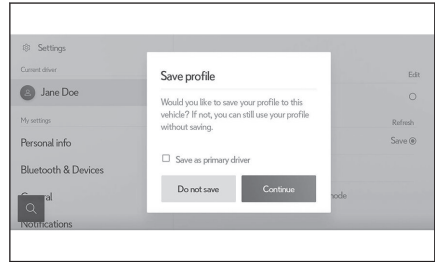 Settings
Current driver
Edit
Jane Doe
My settings
Refresh
Personal info
Save
Bluetooth & Devices
Notifications
Save profile
Would you like to save your profile to this
vehicle? If not, you can still use your profile
without saving.
Save as primary driver
Do not save
Continue